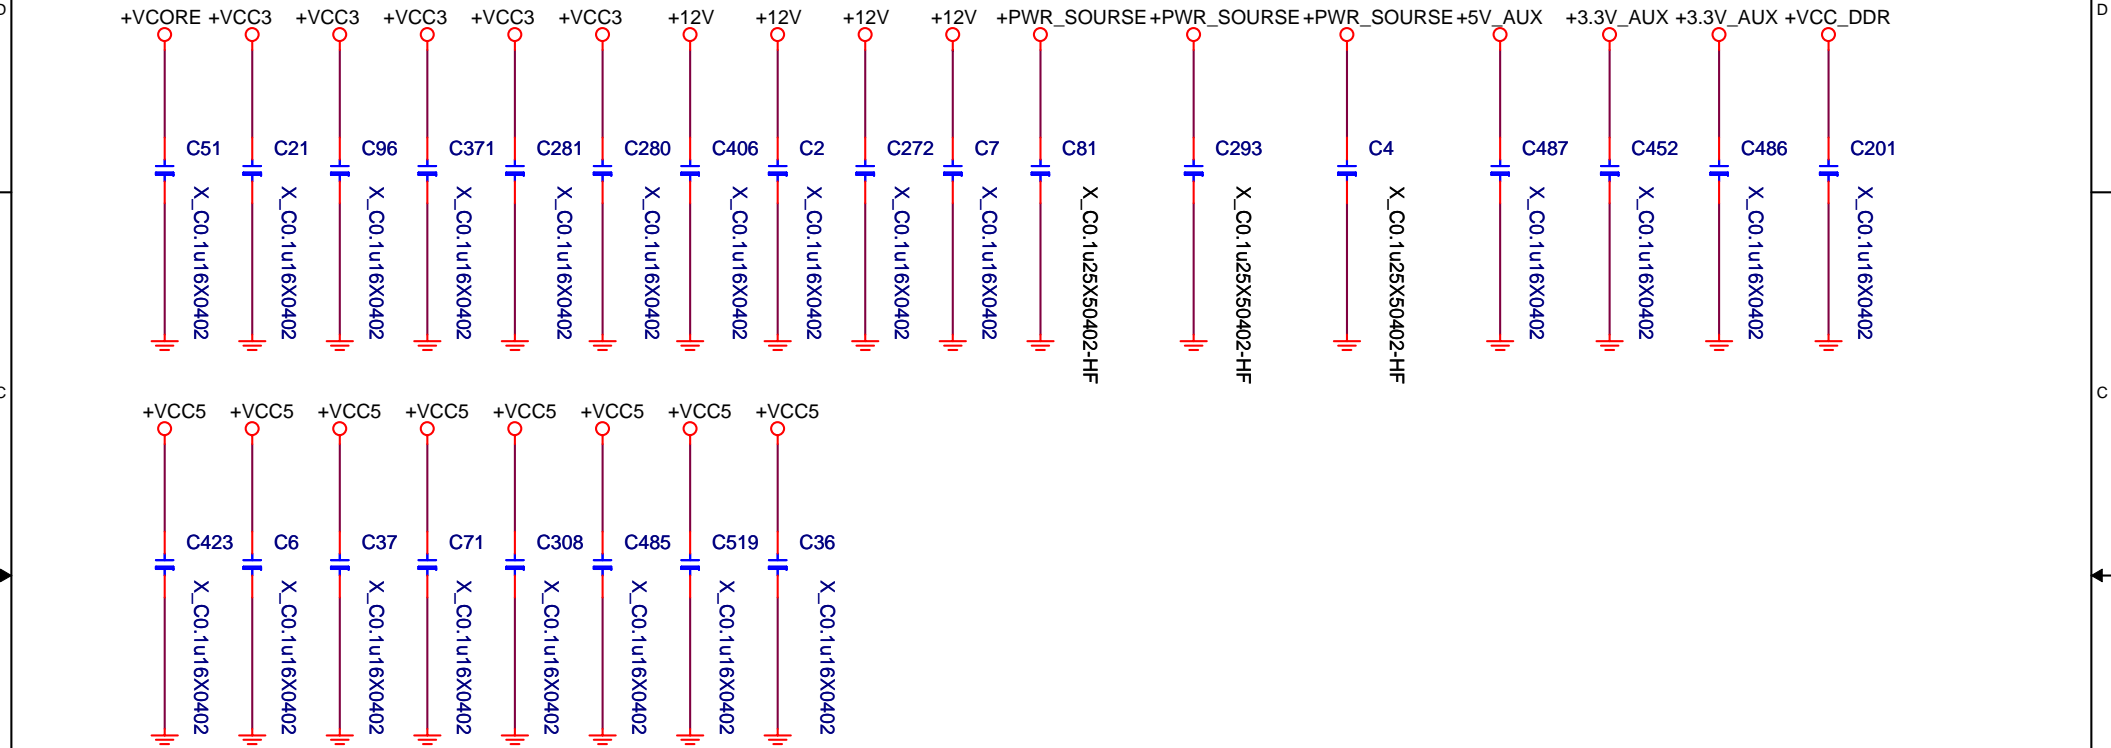 D
D
+VCORE +VCC3 +VCC3 +VCC3 +VCC3 +VCC3 +12V +12V +12V +12V +PWR_SOURSE +PWR_SOURSE +PWR_SOURSE +5V_AUX +3.3V_AUX +3.3V_AUX +VCC_DDR
C51 C21 C96 C371 C281 C280 C406 C2 C272 C7 C81 C293 C4 C487 C452 C486 C201
X_C0.1u16X0402
X_C0.1u16X0402
X_C0.1u16X0402
X_C0.1u16X0402
X_C0.1u16X0402
X_C0.1u16X0402
X_C0.1u16X0402
X_C0.1u16X0402
X_C0.1u16X0402
X_C0.1u16X0402
X_C0.1u25X50402-HF
X_C0.1u25X50402-HF
X_C0.1u25X50402-HF
X_C0.1u16X0402
X_C0.1u16X0402
X_C0.1u16X0402
X_C0.1u16X0402
C
C
+VCC5 +VCC5 +VCC5 +VCC5 +VCC5 +VCC5 +VCC5 +VCC5
C423 C6 C37 C71 C308 C485 C519 C36
X_C0.1u16X0402
X_C0.1u16X0402
X_C0.1u16X0402
X_C0.1u16X0402
X_C0.1u16X0402
X_C0.1u16X0402
X_C0.1u16X0402
X_C0.1u16X0402